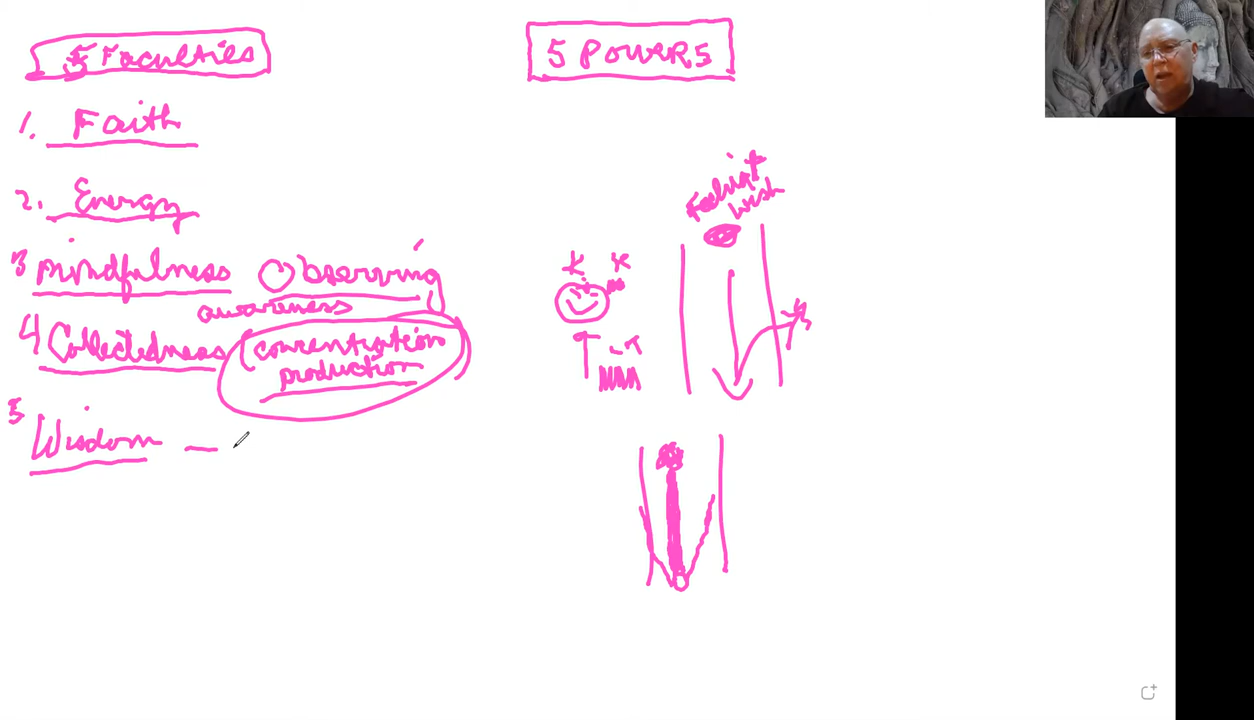 5 Faculties
5 Powers
1. Faith
2. Energy
3 Mindfulness Observing
awareness
4 Collectedness (concentration
production)
5 Wisdom —
Feeling +
wish